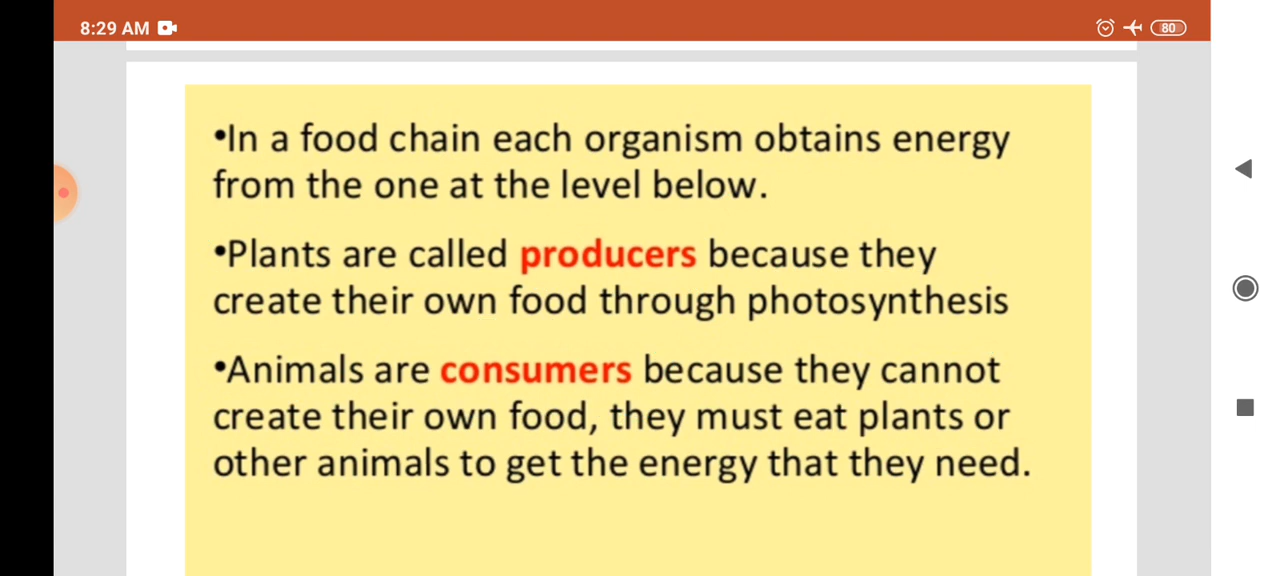 8:29 AM
80
•In a food chain each organism obtains energy
from the one at the level below.
•Plants are called producers because they
create their own food through photosynthesis
•Animals are consumers because they cannot
create their own food, they must eat plants or
other animals to get the energy that they need.